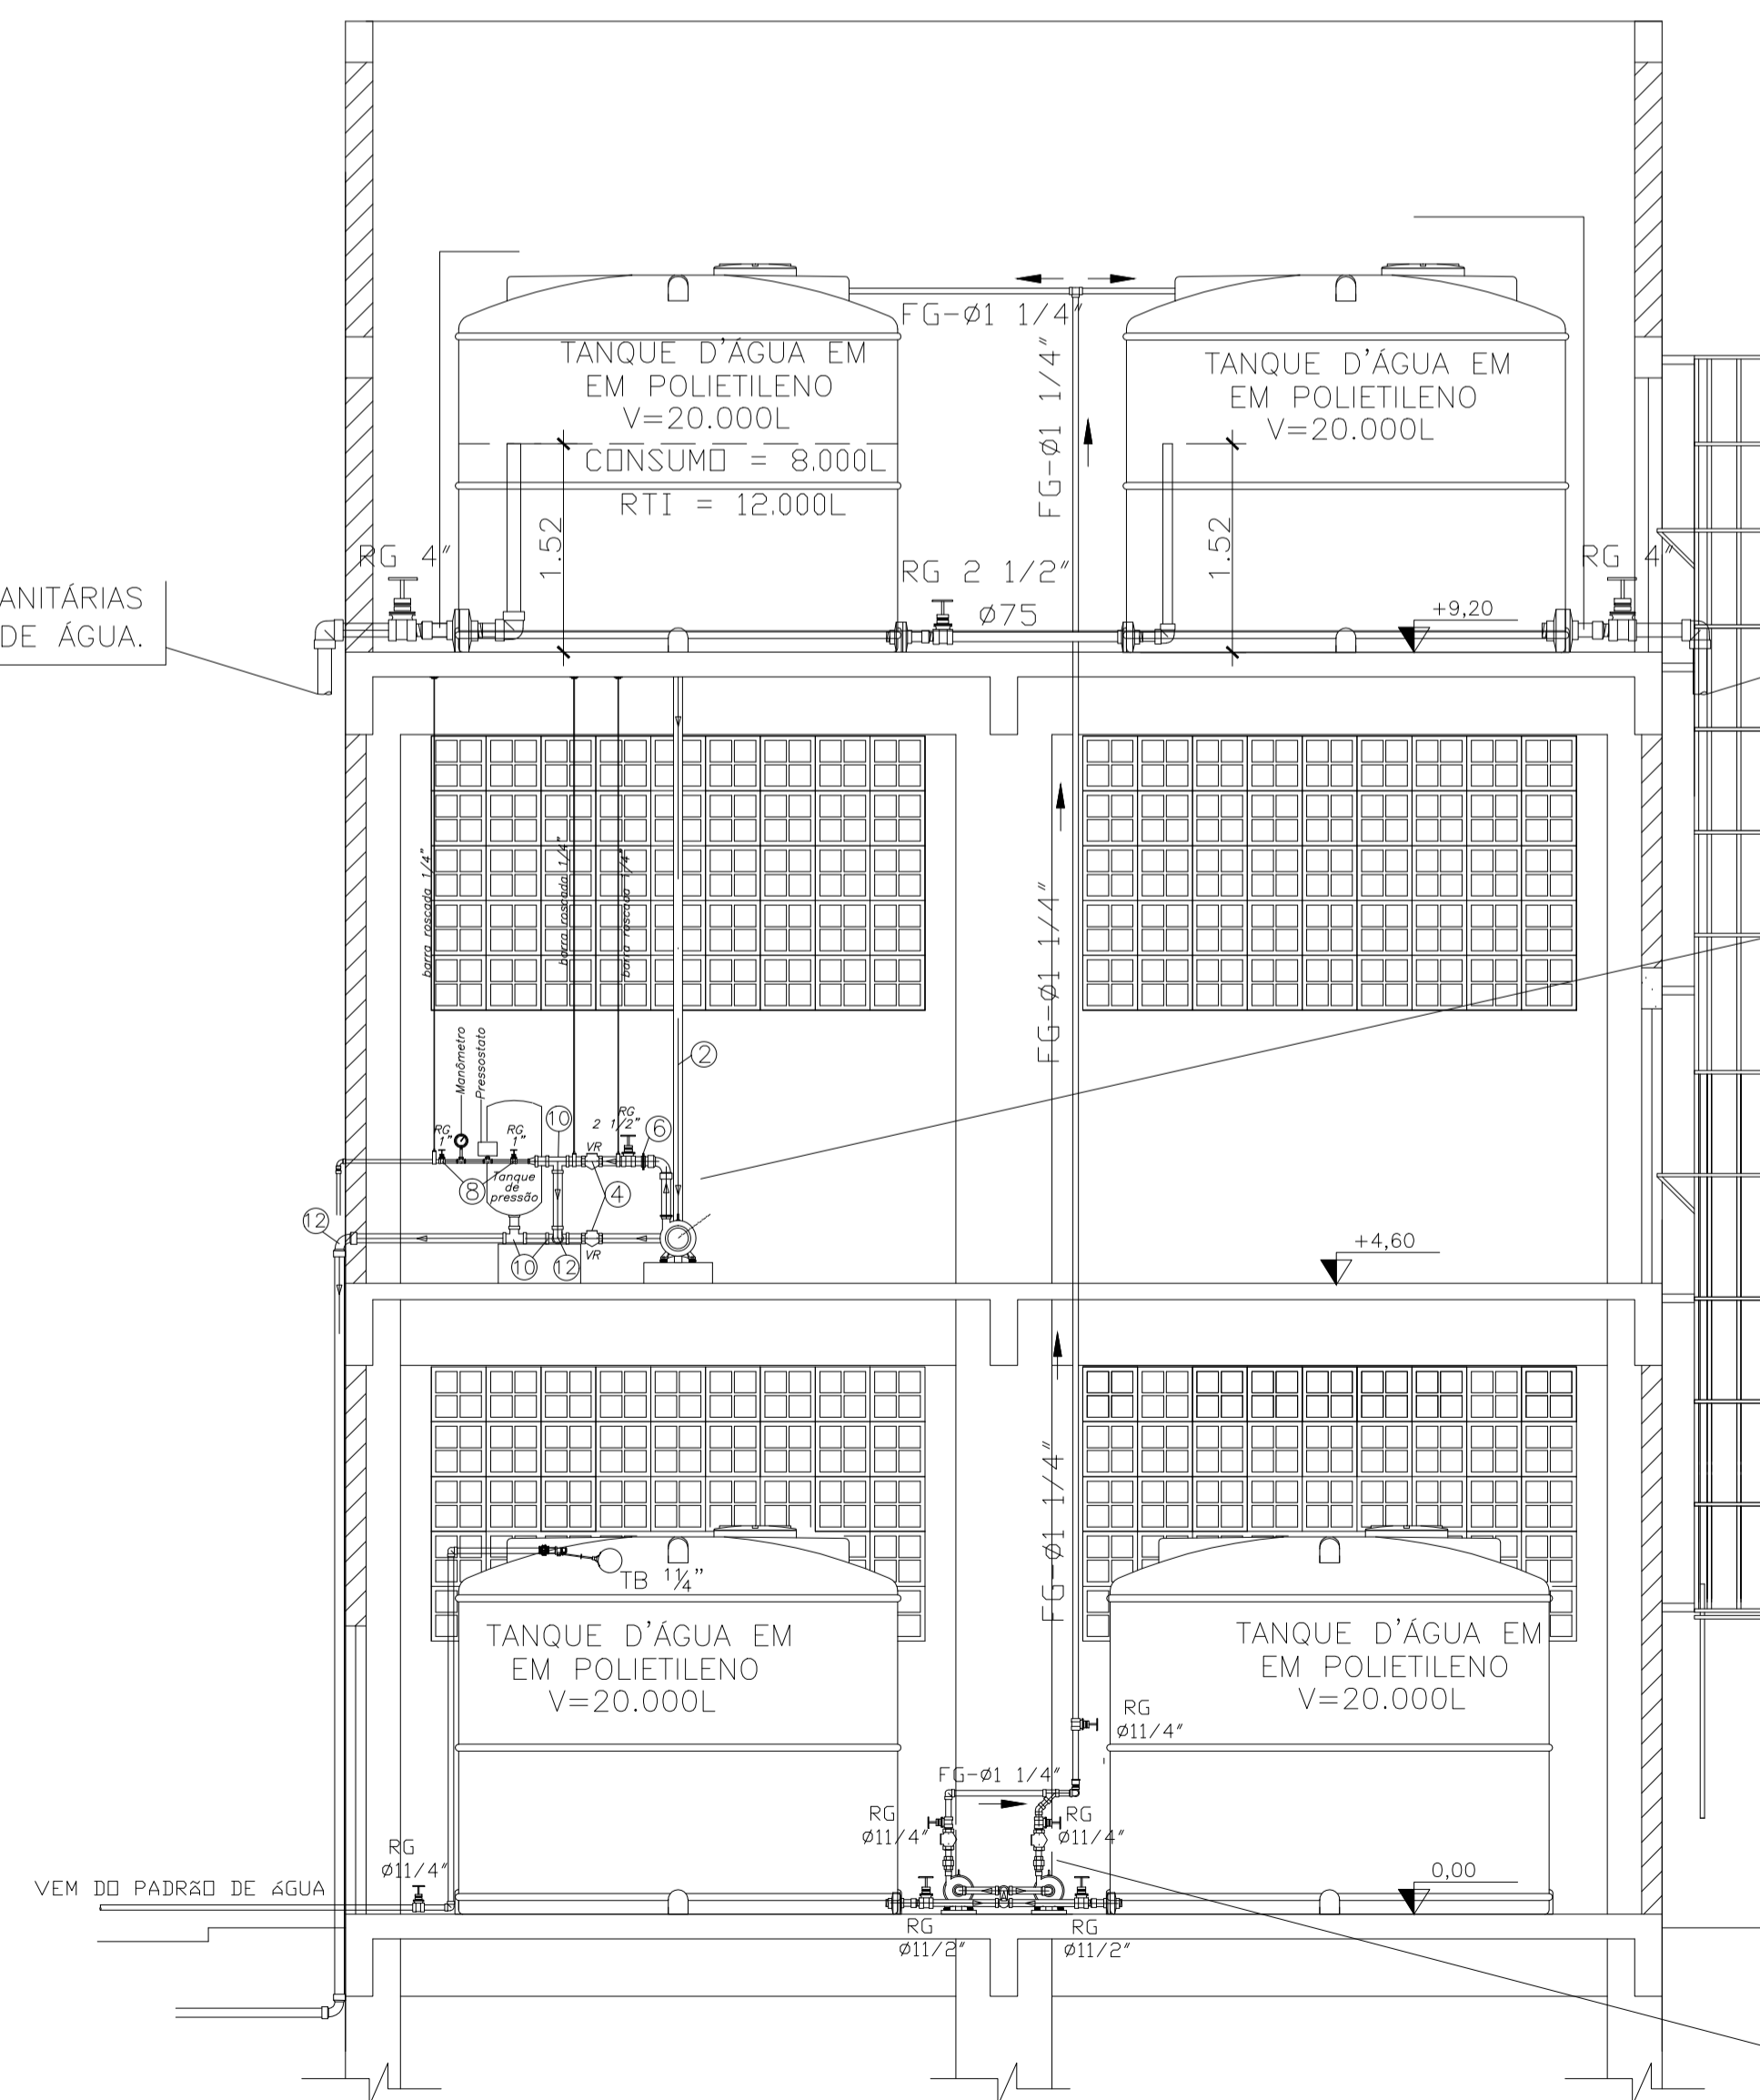 FG-Ø1 1/4"
TANQUE D'ÁGUA EM
EM POLIETILENO
V=20.000L
CONSUMO = 8.000L
RTI = 12.000L
FG-Ø1 1/4"
TANQUE D'ÁGUA EM
EM POLIETILENO
V=20.000L
1.52
1.52
RG 4"
RG 2 1/2"
Ø75
RG 4"
+9,20
ANITÁRIAS
DE ÁGUA.
barra roscada 1/4"
barra roscada 1/4"
barra roscada 1/4"
FG-Ø1 1/4"
2
Manômetro
Pressostato
RG
1"
RG
1"
10
RG
2 1/2"
VR
6
8
Tanque
de
pressão
4
12
10
12
VR
+4,60
FG-Ø1 1/4"
TB 1 1/4"
TANQUE D'ÁGUA EM
EM POLIETILENO
V=20.000L
TANQUE D'ÁGUA EM
EM POLIETILENO
V=20.000L
RG
Ø11/4"
FG-Ø1 1/4"
RG
Ø11/4"
RG
Ø11/4"
RG
Ø11/4"
VEM DO PADRÃO DE ÁGUA
0,00
RG
Ø11/2"
RG
Ø11/2"